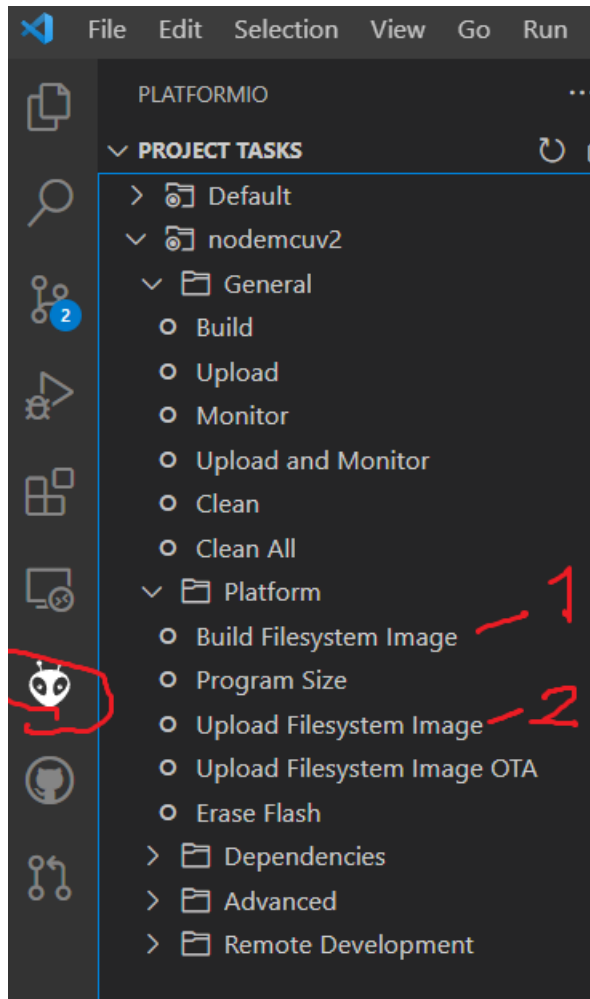 File Edit Selection View Go Run
PLATFORMIO
PROJECT TASKS
Default
nodemcuv2
General
Build
Upload
Monitor
Upload and Monitor
Clean
Clean All
Platform
Build Filesystem Image 1
Program Size
Upload Filesystem Image 2
Upload Filesystem Image OTA
Erase Flash
Dependencies
Advanced
Remote Development
2